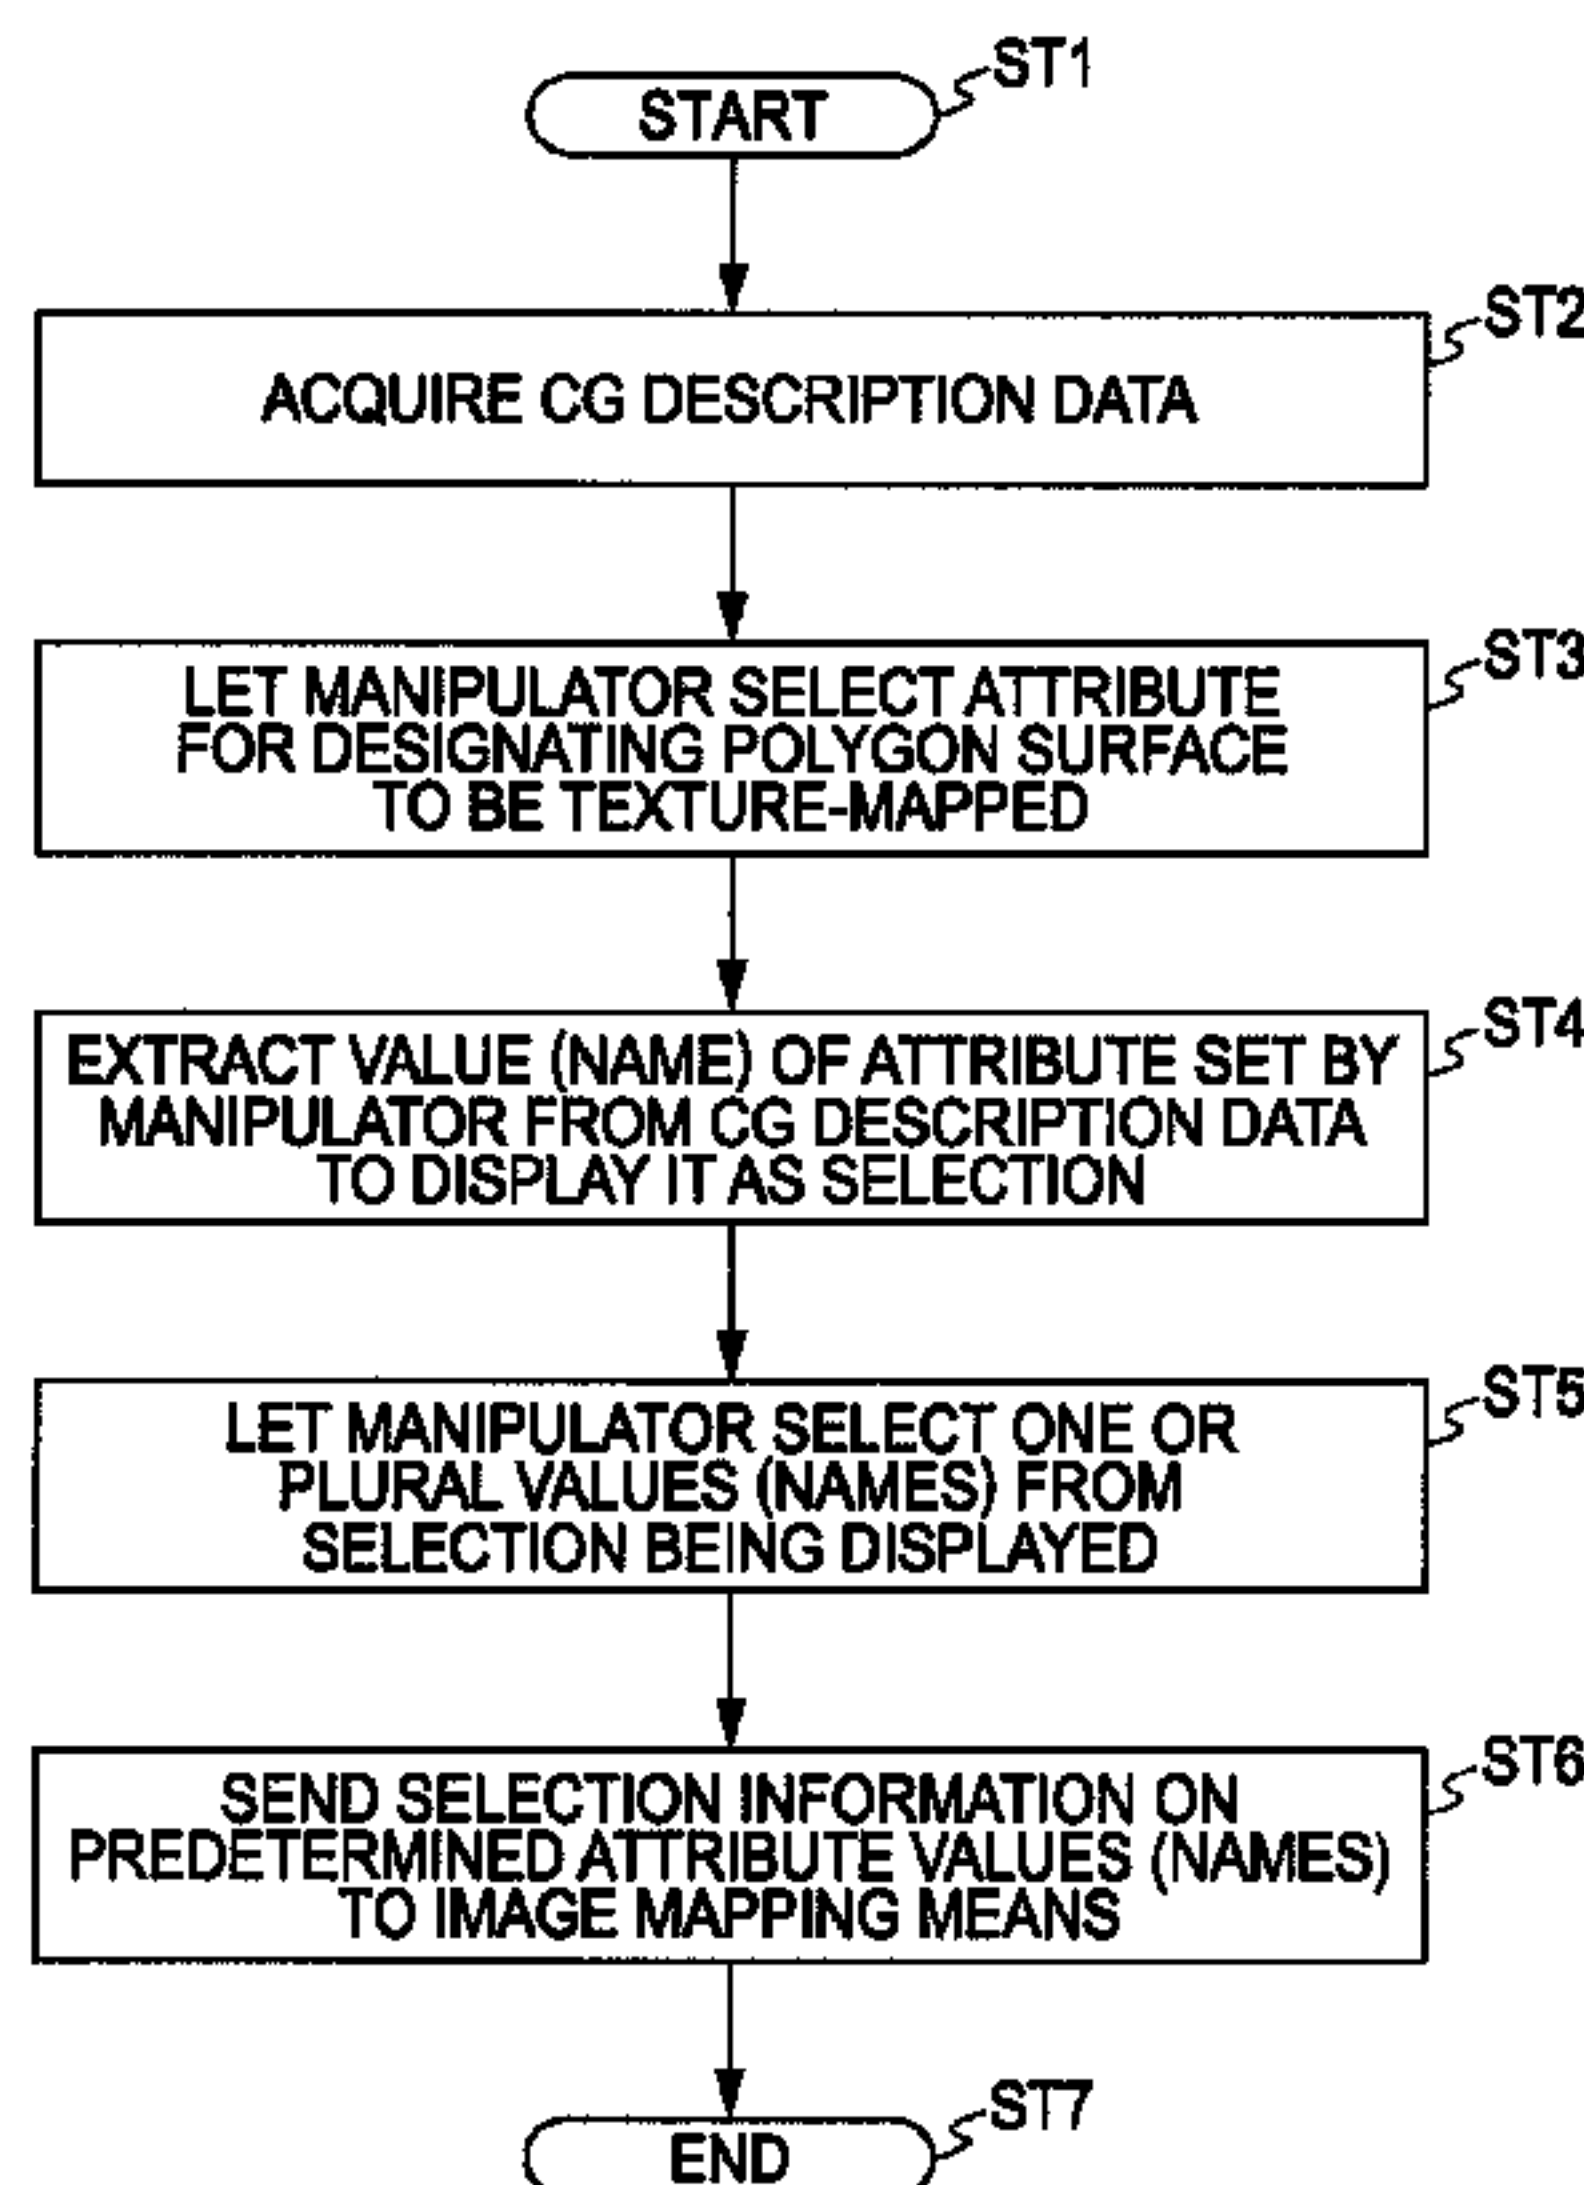 START
ST1
ST2
ACQUIRE CG DESCRIPTION DATA
ST3
LET MANIPULATOR SELECT ATTRIBUTE
FOR DESIGNATING POLYGON SURFACE
TO BE TEXTURE-MAPPED
ST4
EXTRACT VALUE (NAME) OF ATTRIBUTE SET BY
MANIPULATOR FROM CG DESCRIPTION DATA
TO DISPLAY IT AS SELECTION
ST5
LET MANIPULATOR SELECT ONE OR
PLURAL VALUES (NAMES) FROM
SELECTION BEING DISPLAYED
ST6
SEND SELECTION INFORMATION ON
PREDETERMINED ATTRIBUTE VALUES (NAMES)
TO IMAGE MAPPING MEANS
ST7
END